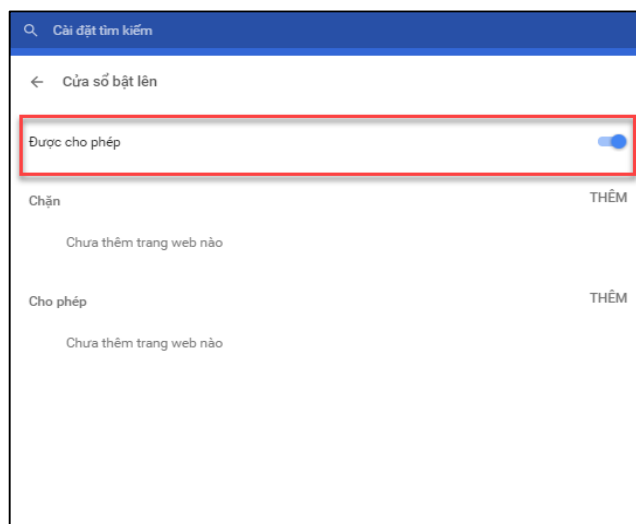 Cài đặt tìm kiếm
Cửa sổ bật lên
Được cho phép
Chặn THÊM
Chưa thêm trang web nào
Cho phép THÊM
Chưa thêm trang web nào